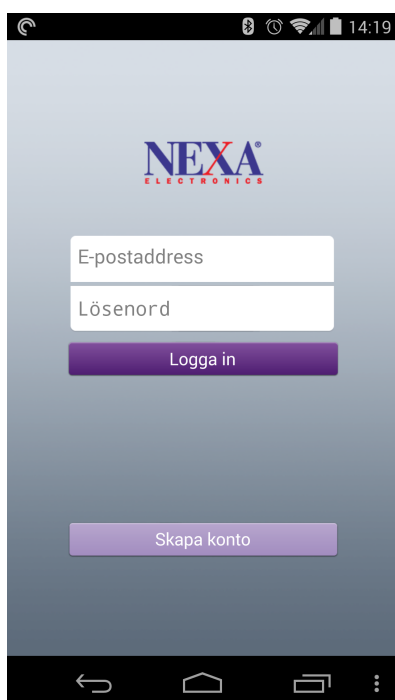 14:19
NEXA®
ELECTRONICS
E-postaddress
Lösenord
Logga in
Skapa konto